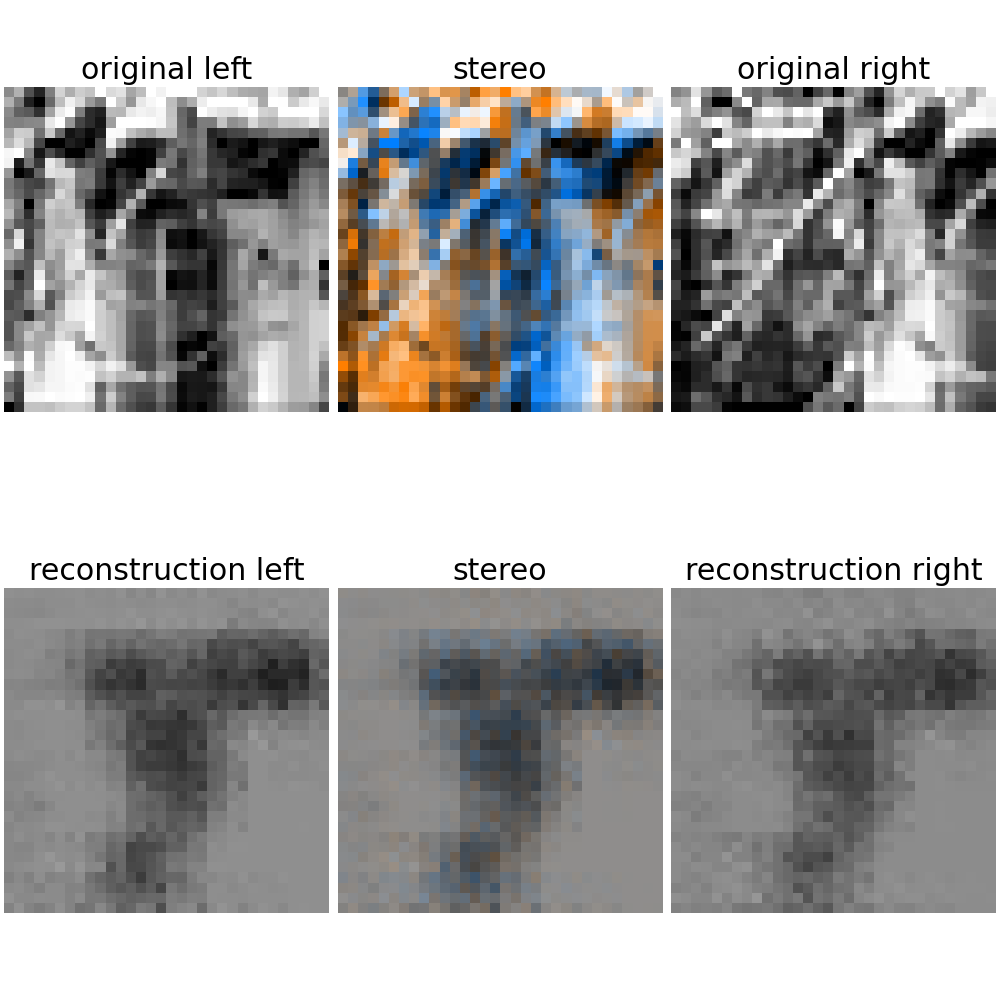 original left
stereo
original right
reconstruction left
stereo
reconstruction right